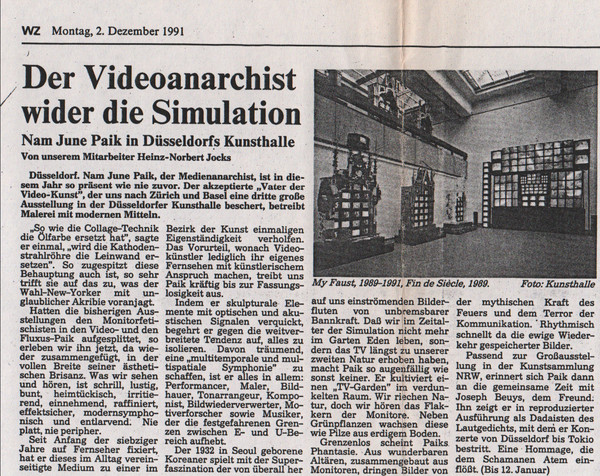 WZ Montag, 2. Dezember 1991
Der Videoanarchist
wider die Simulation
Nam June Paik in Düsseldorfs Kunsthalle
Von unserem Mitarbeiter Heinz-Norbert Jocks
Düsseldorf. Nam June Paik, der Medienanarchist, ist in die-
sem Jahr so präsent wie nie zuvor. Der akzeptierte „Vater der
Video-Kunst", der uns nach Zürich und Basel eine dritte große
Ausstellung in der Düsseldorfer Kunsthalle beschert, betreibt
Malerei mit modernen Mitteln.
„So wie die Collage-Technik
die Ölfarbe ersetzt hat", sagte
er einmal, „wird die Kathoden-
strahlröhre die Leinwand er-
setzen". So zugespitzt diese
Behauptung auch ist, so sehr
trifft sie auf das zu, was der
Wahl-New-Yorker mit un-
glaublicher Akribie voranjagt.
Hatten die bisherigen Aus-
stellungen den Monitorfeti-
schisten in den Video- und den
Fluxus-Paik aufgesplittet, so
erleben wir ihn jetzt, da wie-
der zusammengefügt, in der
vollen Breite seiner ästheti-
schen Brisanz. Was wir sehen
und hören, ist schrill, lustig,
bunt, heimtückisch, irritie-
rend, einnehmend, raffiniert,
effektsicher, modernsympho-
nisch und entlarvend. Nie
platt, nie peripher.
Seit Anfang der siebziger
Jahre auf Fernseher fixiert,
hat er dieses im Alltag verein-
seitigte Medium zu einem im
Bezirk der Kunst einmaligen
Eigenständigkeit verholfen.
Das Vorurteil, wonach Video-
künstler lediglich ihr eigenes
Fernsehen mit künstlerischem
Anspruch machen, treibt uns
Paik kräftig bis zur Fassungs-
losigkeit aus.
Indem er skulpturale Ele-
mente mit optischen und aku-
stischen Signalen verquickt,
begehrt er gegen die weitver-
breitete Tendenz auf, alles zu
isolieren. Davon träumend,
eine „multitemporale und mul-
tispatiale Symphonie" zu
schaffen, ist er alles in allem:
Performancer, Maler, Bild-
hauer, Tonarrangeur, Kompo-
nist, Bildwiederverwerter, Mo-
tiverforscher sowie Musiker,
der die festgefahrenen Gren-
zen zwischen E- und U-Be-
reich aufhebt.
Der 1932 in Seoul geborene
Koreaner spielt mit der Super-
faszination der von überall her
My Faust, 1989-1991, Fin de Siècle, 1989. Foto: Kunsthalle
auf uns einströmenden Bilder-
fluten von unbremsbarer
Bannkraft. Daß wir im Zeital-
ter der Simulation nicht mehr
im Garten Eden leben, son-
dern das TV längst zu unserer
zweiten Natur erhoben haben,
macht Paik so augenfällig wie
sonst keiner. Er kultiviert ei-
nen „TV-Garden" im verdun-
kelten Raum. Wir riechen Na-
tur, doch wir hören das Flak-
kern der Monitore. Neben
Grünpflanzen wachsen diese
wie Pilze aus erdigem Boden.
Grenzenlos scheint Paiks
Phantasie. Aus wunderbaren
Altären, zusammengebaut aus
Monitoren, dringen Bilder von
der mythischen Kraft des
Feuers und dem Terror der
Kommunikation. Rhythmisch
schnellt da die ewige Wieder-
kehr gespeicherter Bilder.
Passend zur Großausstel-
lung in der Kunstsammlung
NRW, erinnert sich Paik dann
an die gemeinsame Zeit mit
Joseph Beuys, dem Freund:
Ihn zeigt er in reproduzierter
Ausführung als Dadaisten des
Lautgedichts, mit dem er Kon-
zerte von Düsseldorf bis Tokio
bestritt. Eine Hommage, die
dem Schamanen Atem ein-
haucht. (Bis 12. Januar)